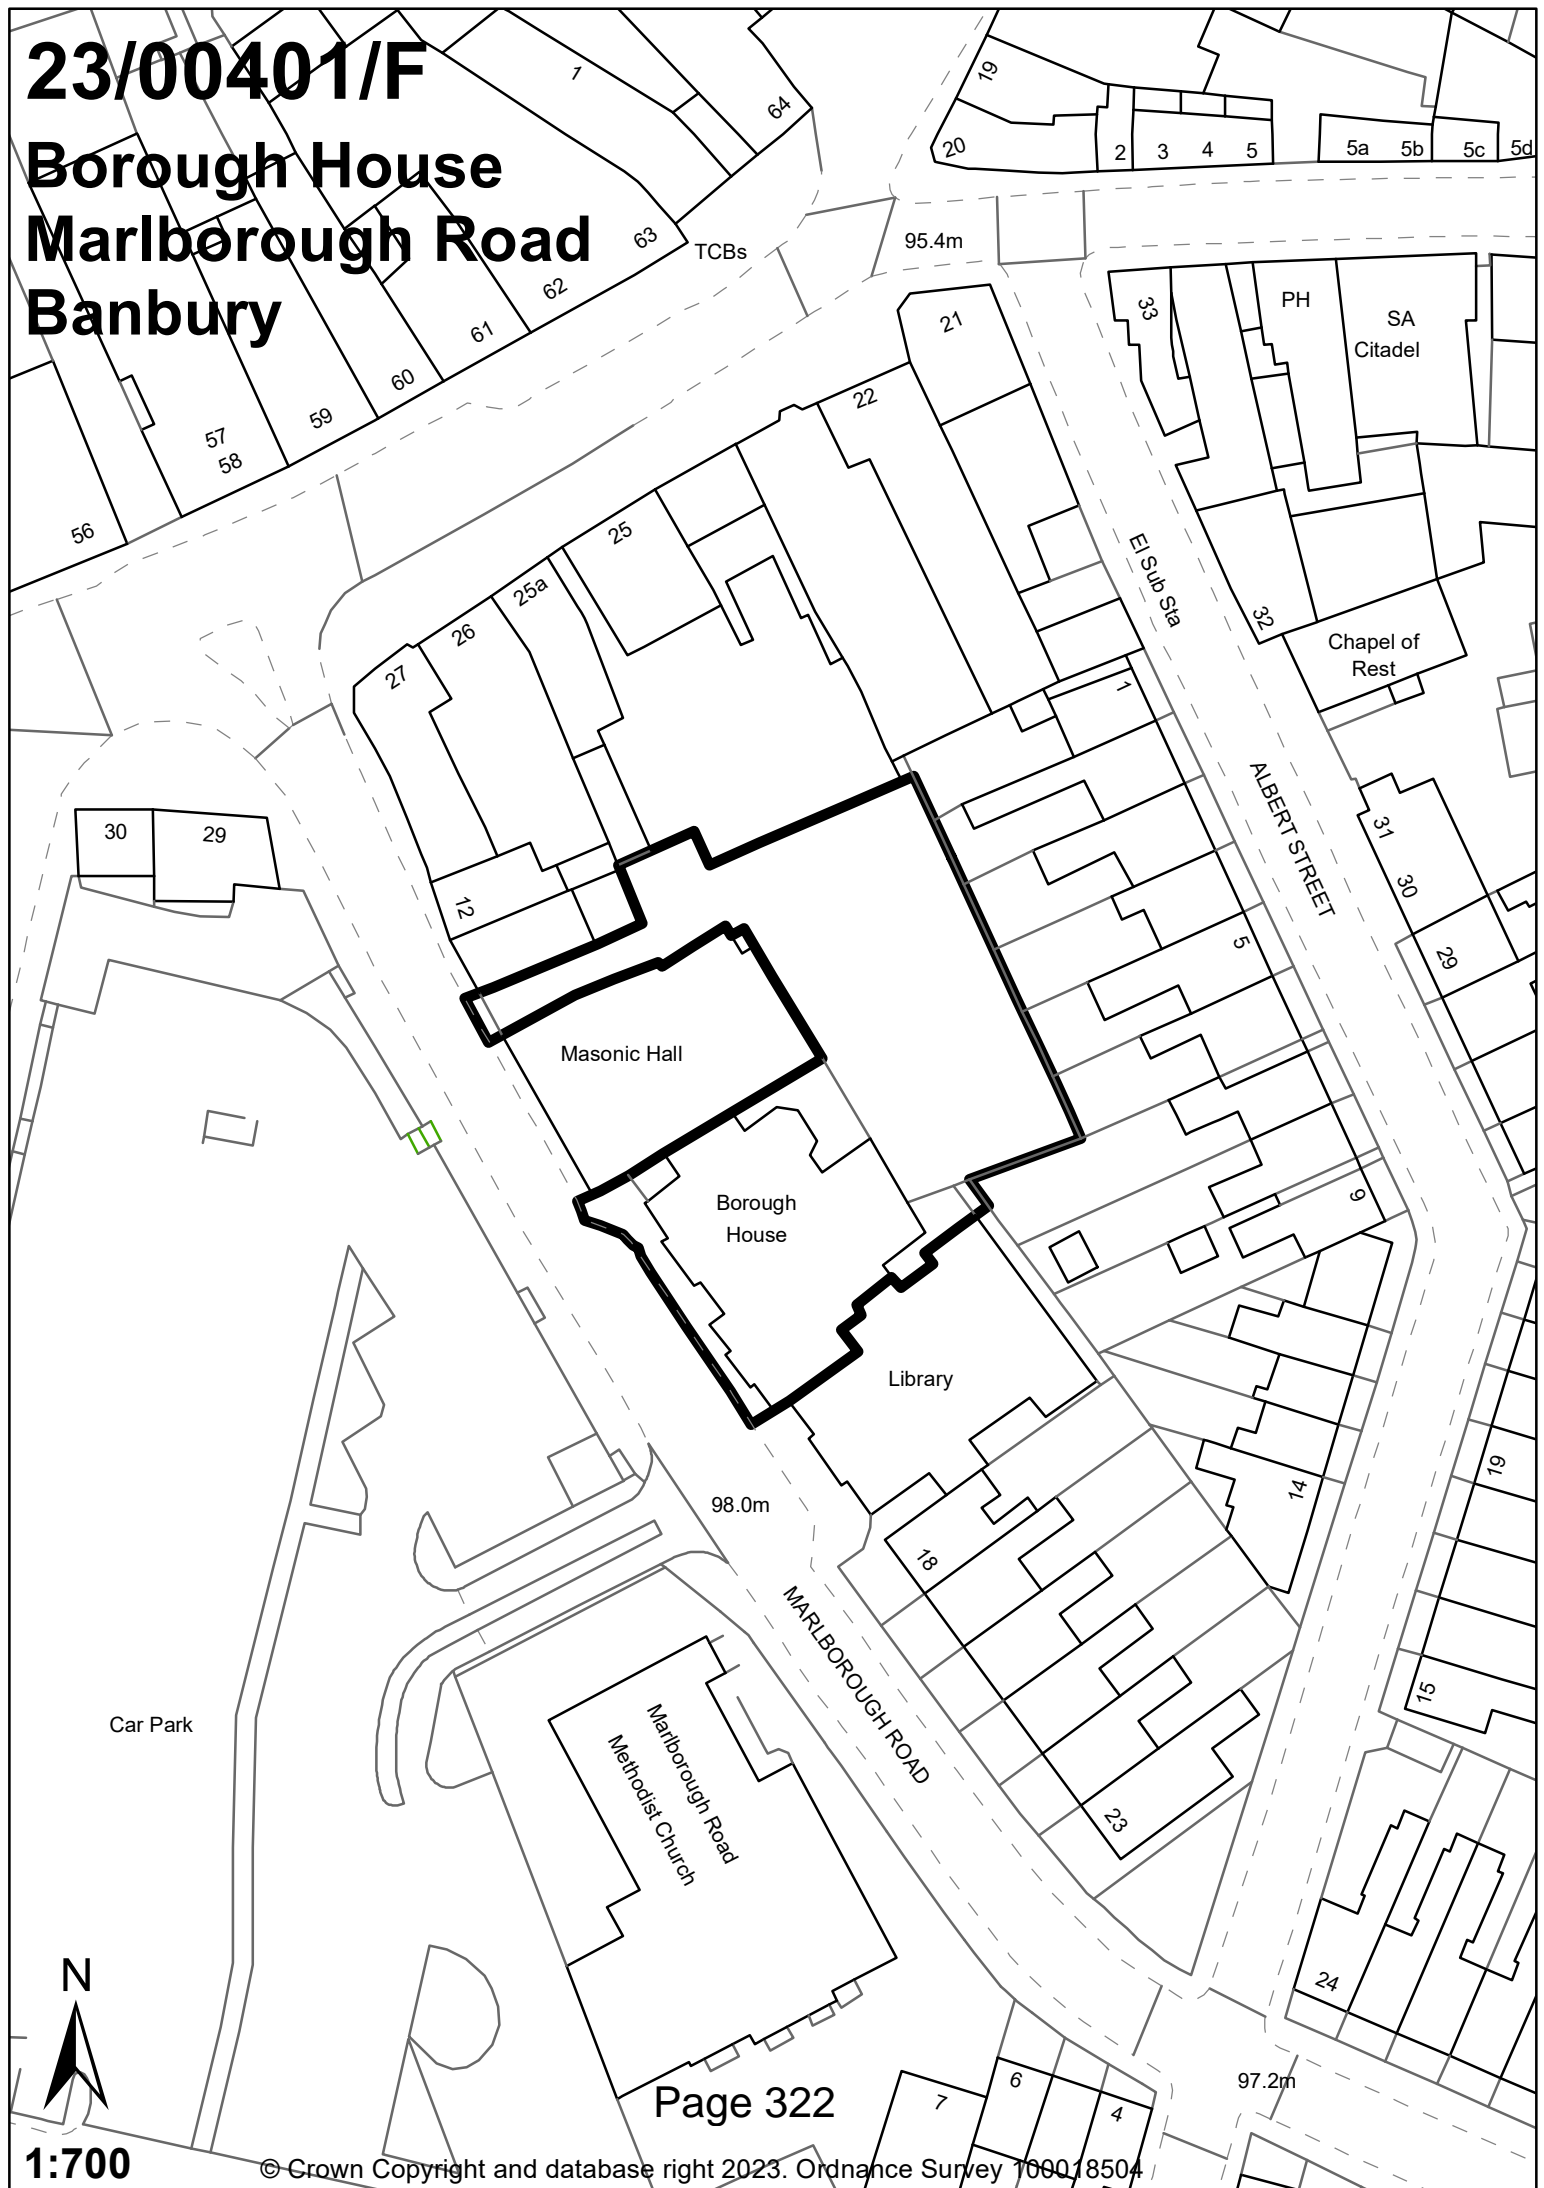 23/00401/F
Borough House
Marlborough Road
Banbury
1
64
63
62
61
60
59
57
58
56
TCBs
19
20
2
3
4
5
5a
5b
5c
5d
95.4m
21
22
33
PH
SA
Citadel
El Sub Sta
32
Chapel of
Rest
25
25a
26
27
12
30
29
1
5
9
ALBERT STREET
31
30
29
Masonic Hall
Borough
House
Library
98.0m
18
14
19
15
23
24
MARLBOROUGH ROAD
Marlborough Road
Methodist Church
Car Park
N
97.2m
7
6
4
Page 322
1:700
© Crown Copyright and database right 2023. Ordnance Survey 100018504